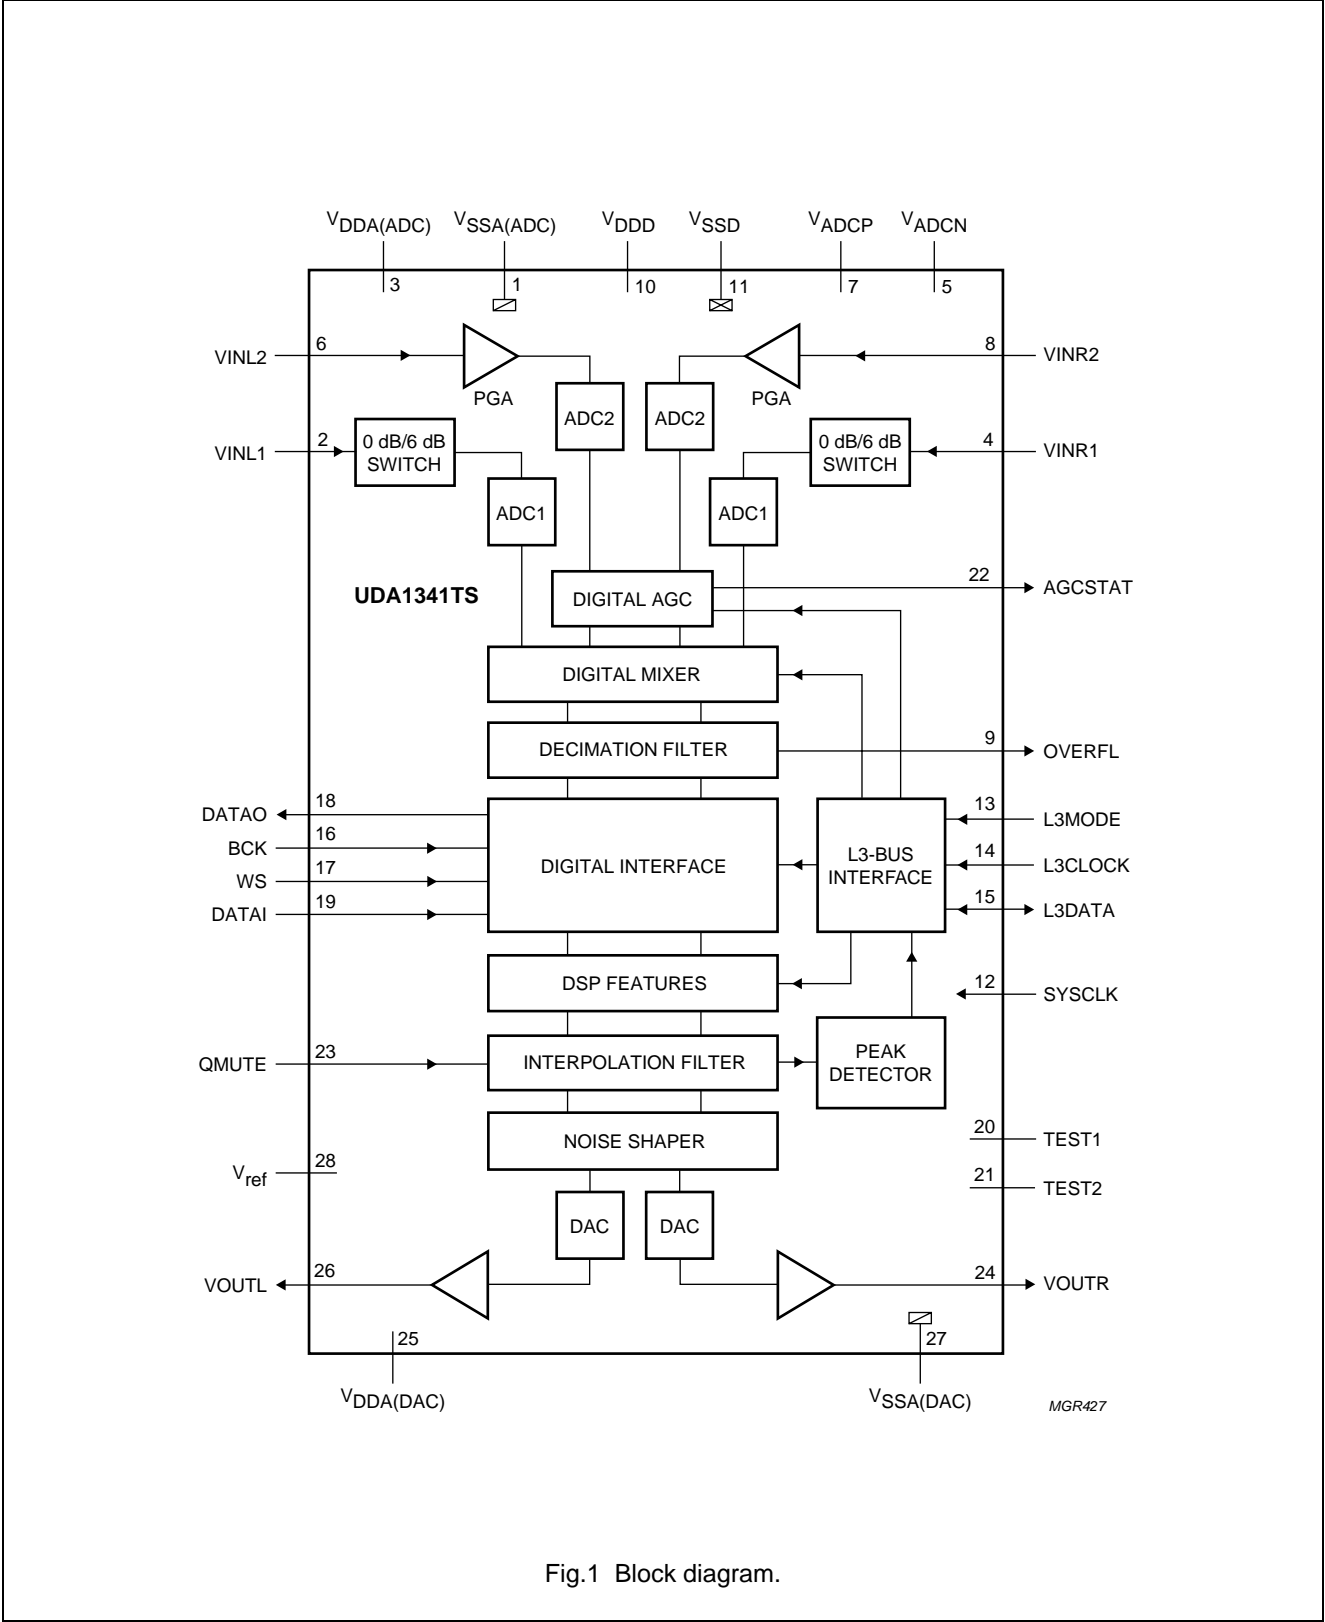 VDDA(ADC) VSSA(ADC) VDDD VSSD VADCP VADCN
3 1 10 11 7 5
VINL2 6 8 VINR2
PGA PGA
ADC2 ADC2
VINL1 2 0 dB/6 dB SWITCH 0 dB/6 dB SWITCH 4 VINR1
ADC1 ADC1
UDA1341TS
DIGITAL AGC 22 AGCSTAT
DIGITAL MIXER
DECIMATION FILTER 9 OVERFL
DATAO 18
BCK 16
WS 17
DATAI 19
DIGITAL INTERFACE
L3-BUS
INTERFACE
13 L3MODE
14 L3CLOCK
15 L3DATA
DSP FEATURES
12 SYSCLK
QMUTE 23 INTERPOLATION FILTER
PEAK
DETECTOR
NOISE SHAPER
20 TEST1
Vref 28
21 TEST2
DAC DAC
VOUTL 26 24 VOUTR
25 27
VDDA(DAC) VSSA(DAC)
MGR427
Fig.1 Block diagram.